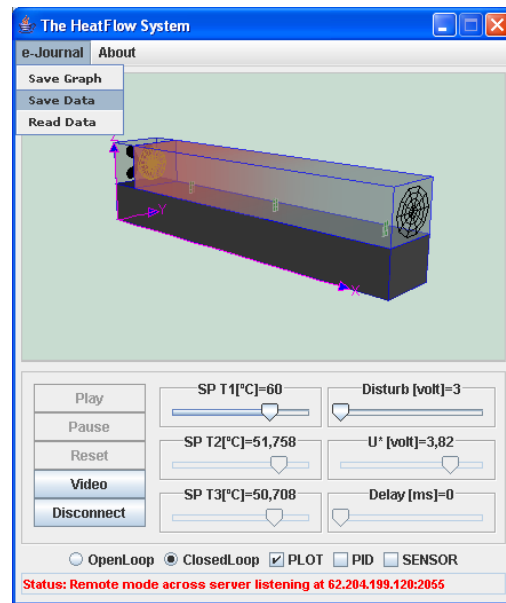 The HeatFlow System
e-Journal About
Save Graph
Save Data
Read Data
Z
Y
X
Play
Pause
Reset
Video
Disconnect
SP T1[ºC]=60
Disturb [volt]=3
SP T2[ºC]=51,758
U* [volt]=3,82
SP T3[ºC]=50,708
Delay [ms]=0
OpenLoop ClosedLoop PLOT PID SENSOR
Status: Remote mode across server listening at 62.204.199.120:2055